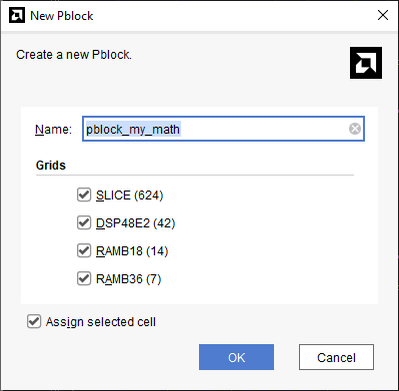 New Pblock
Create a new Pblock.
Name: pblock_my_math
Grids
SLICE (624)
DSP48E2 (42)
RAMB18 (14)
RAMB36 (7)
Assign selected cell
OK Cancel